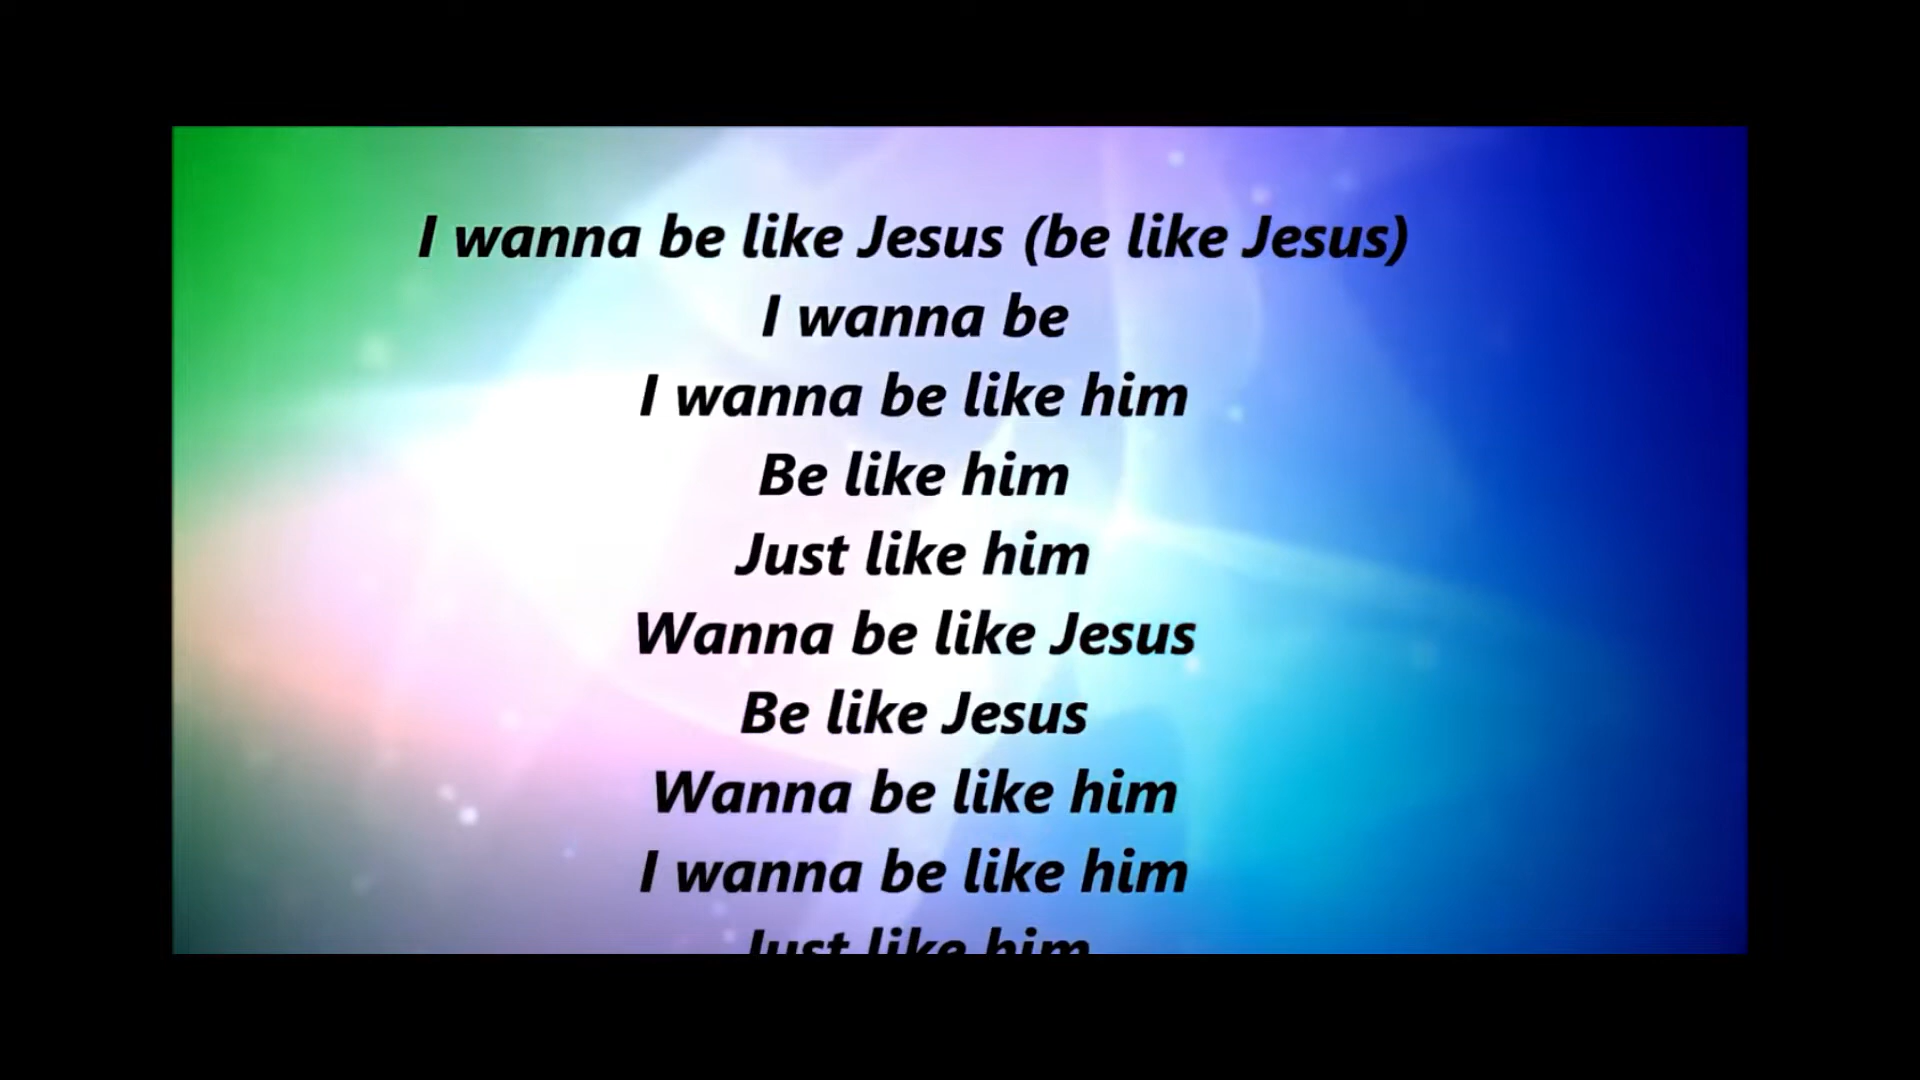 I wanna be like Jesus (be like Jesus)
I wanna be
I wanna be like him
Be like him
Just like him
Wanna be like Jesus
Be like Jesus
Wanna be like him
I wanna be like him
Just like him